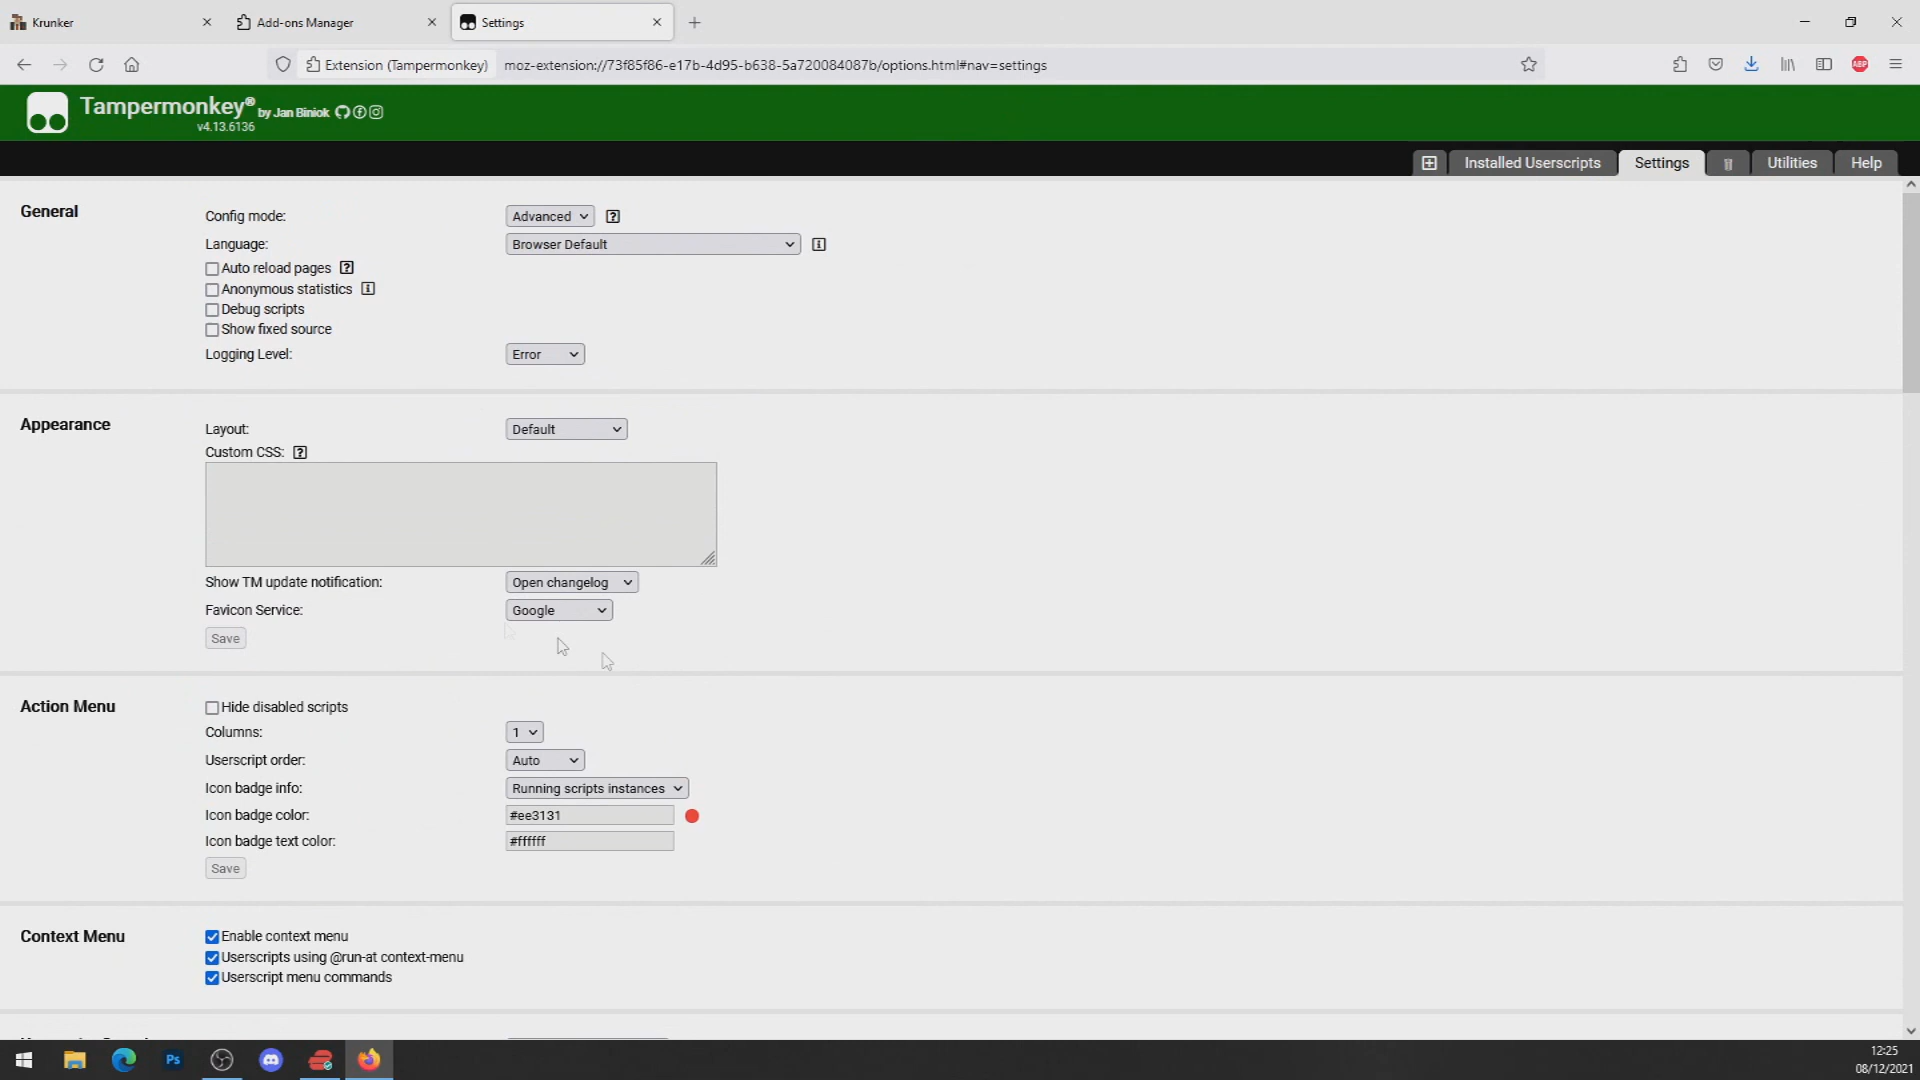 Krunker
Add-ons Manager
Settings
Extension (Tampermonkey)
moz-extension://73f85f86-e17b-4d95-b638-5a720084087b/options.html#nav=settings
ABP
Tampermonkey® by Jan Biniok
v4.13.6136
Installed Userscripts
Settings
Utilities
Help
General
Config mode: Advanced
Language: Browser Default
Auto reload pages
Anonymous statistics
Debug scripts
Show fixed source
Logging Level: Error
Appearance
Layout: Default
Custom CSS:
Show TM update notification: Open changelog
Favicon Service: Google
Save
Action Menu
Hide disabled scripts
Columns: 1
Userscript order: Auto
Icon badge info: Running scripts instances
Icon badge color: #ee3131
Icon badge text color: #ffffff
Save
Context Menu
Enable context menu
Userscripts using @run-at context-menu
Userscript menu commands
Ps
12:25
08/12/2021